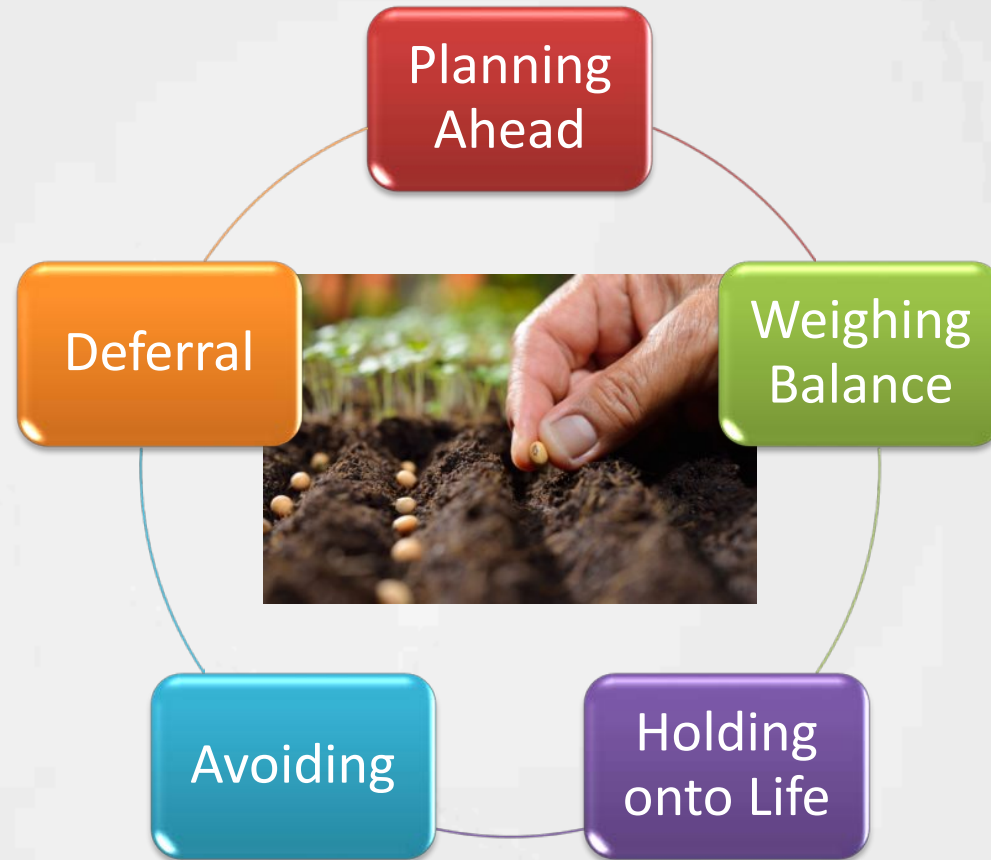 Planning
Ahead
Weighing
Balance
Holding
onto Life
Avoiding
Deferral